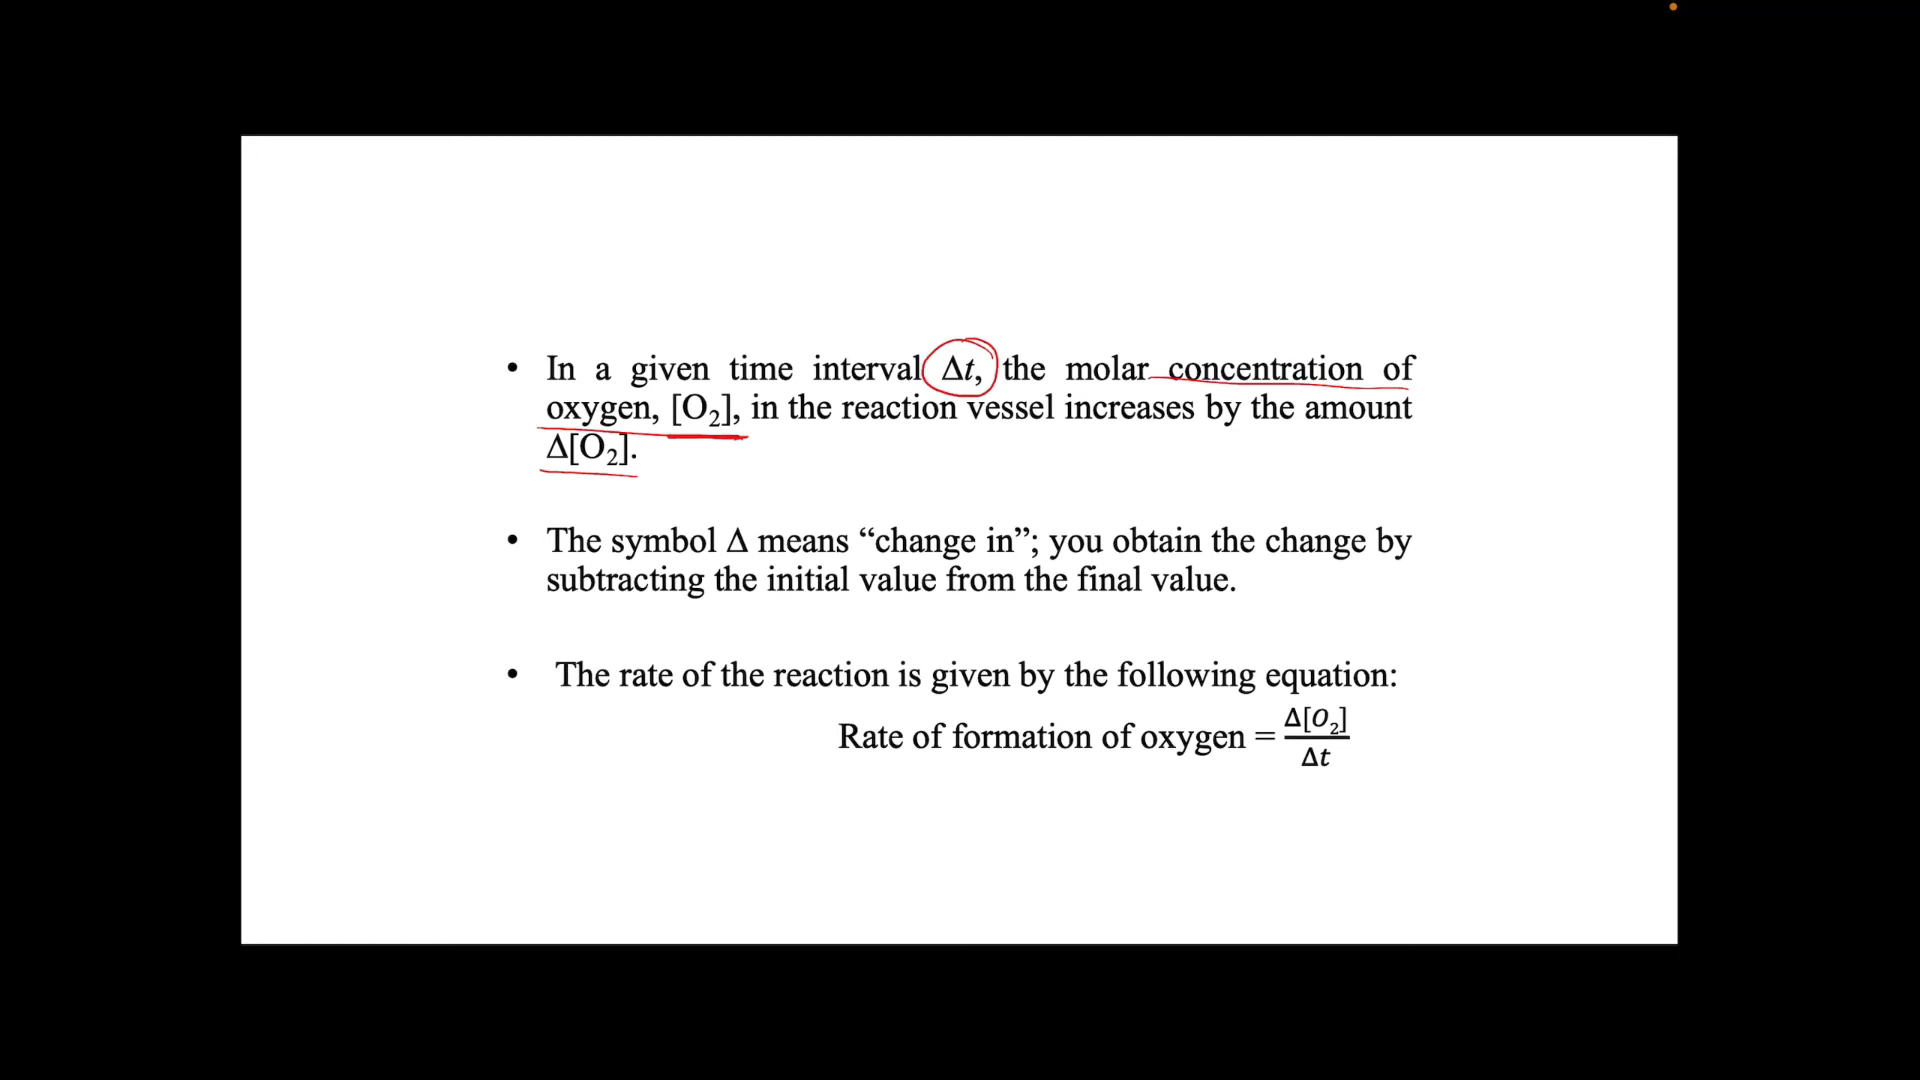 • In a given time interval Δt, the molar concentration of
oxygen, [O₂], in the reaction vessel increases by the amount
Δ[O₂].
• The symbol Δ means “change in”; you obtain the change by
subtracting the initial value from the final value.
• The rate of the reaction is given by the following equation:
Rate of formation of oxygen = Δ[O₂]/Δt